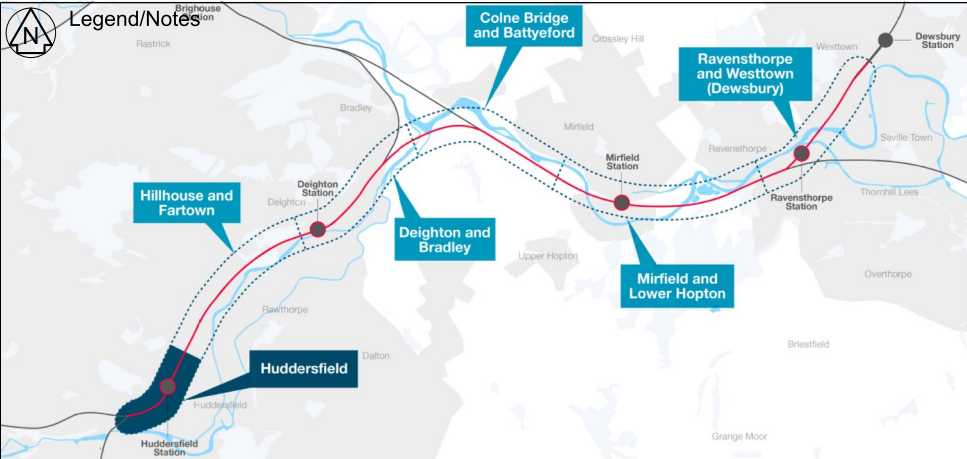 N
Legend/Notes
Brighouse
Station
Rastrick
Colne Bridge
and Battyeford
Crossley Hill
Westtown
Dewsbury
Station
Ravensthorpe
and Westtown
(Dewsbury)
Bradley
Mirfield
Ravensthorpe
Saville Town
Mirfield
Station
Deighton
Station
Deighton
Hillhouse and
Fartown
Ravensthorpe
Station
Thornhill Lees
Deighton and
Bradley
Upper Hopton
Mirfield and
Lower Hopton
Overthorpe
Rawthorpe
Briestfield
Dalton
Huddersfield
Huddersfield
Huddersfield
Station
Grange Moor